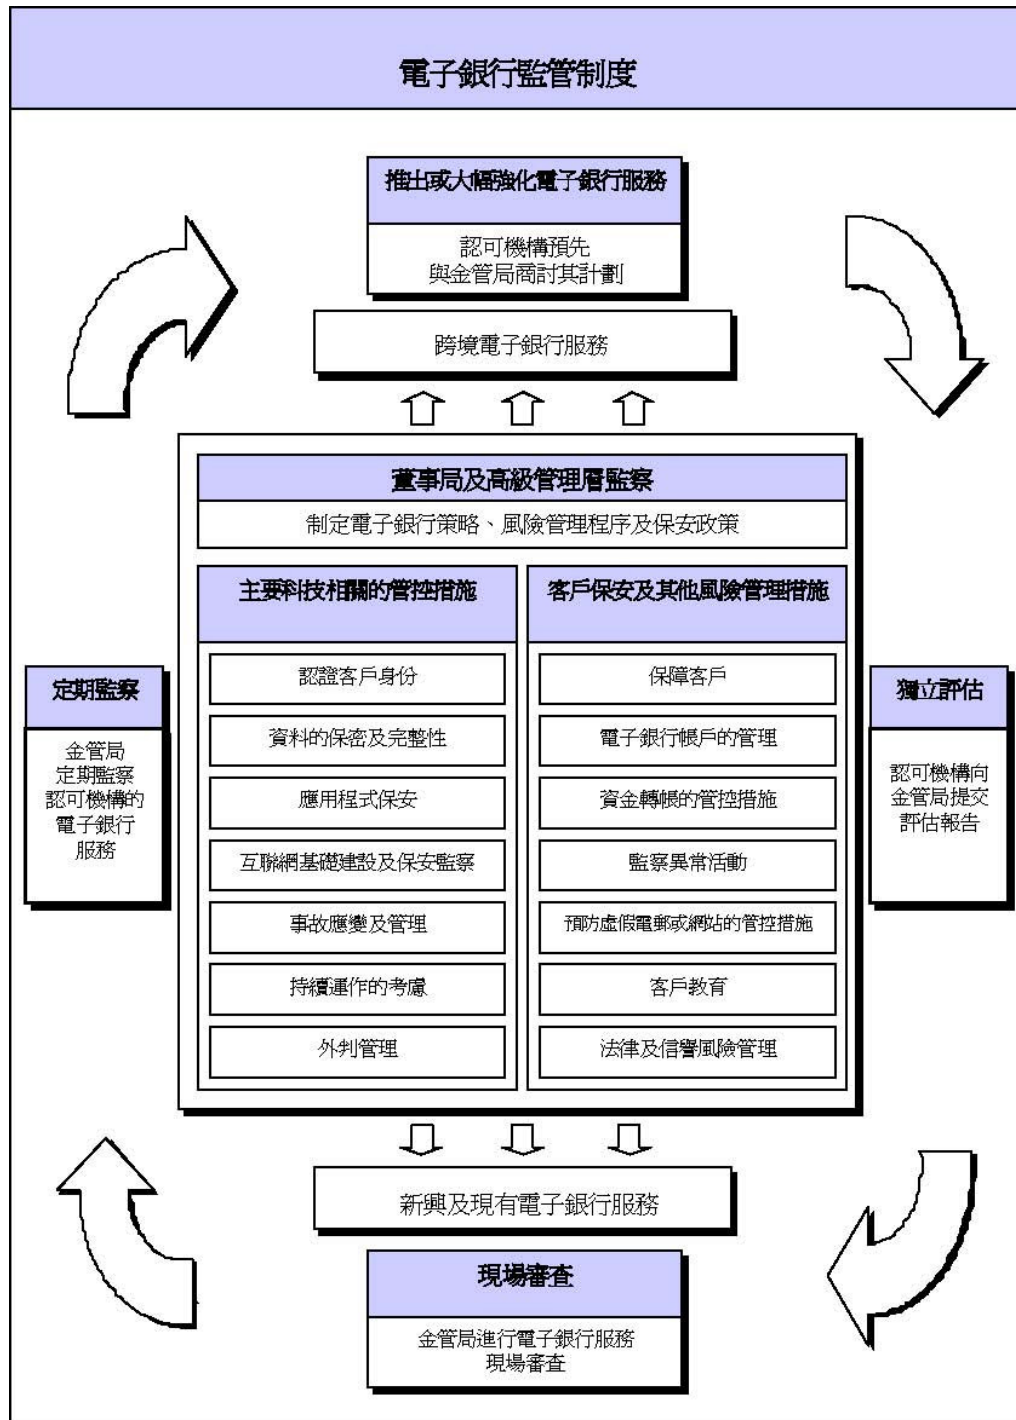 電子銀行監管制度
推出或大幅強化電子銀行服務
認可機構預先
與金管局商討其計劃
跨境電子銀行服務
董事局及高級管理層監察
制定電子銀行策略、風險管理程序及保安政策
主要科技相關的管控措施
認證客戶身份
資料的保密及完整性
應用程式保安
互聯網基礎建設及保安監察
事故應變及管理
持續運作的考慮
外判管理
客戶保安及其他風險管理措施
保障客戶
電子銀行帳戶的管理
資金轉帳的管控措施
監察異常活動
預防虛假電郵或網站的管控措施
客戶教育
法律及信譽風險管理
定期監察
金管局
定期監察
認可機構的
電子銀行
服務
獨立評估
認可機構向
金管局提交
評估報告
新興及現有電子銀行服務
現場審查
金管局進行電子銀行服務
現場審查